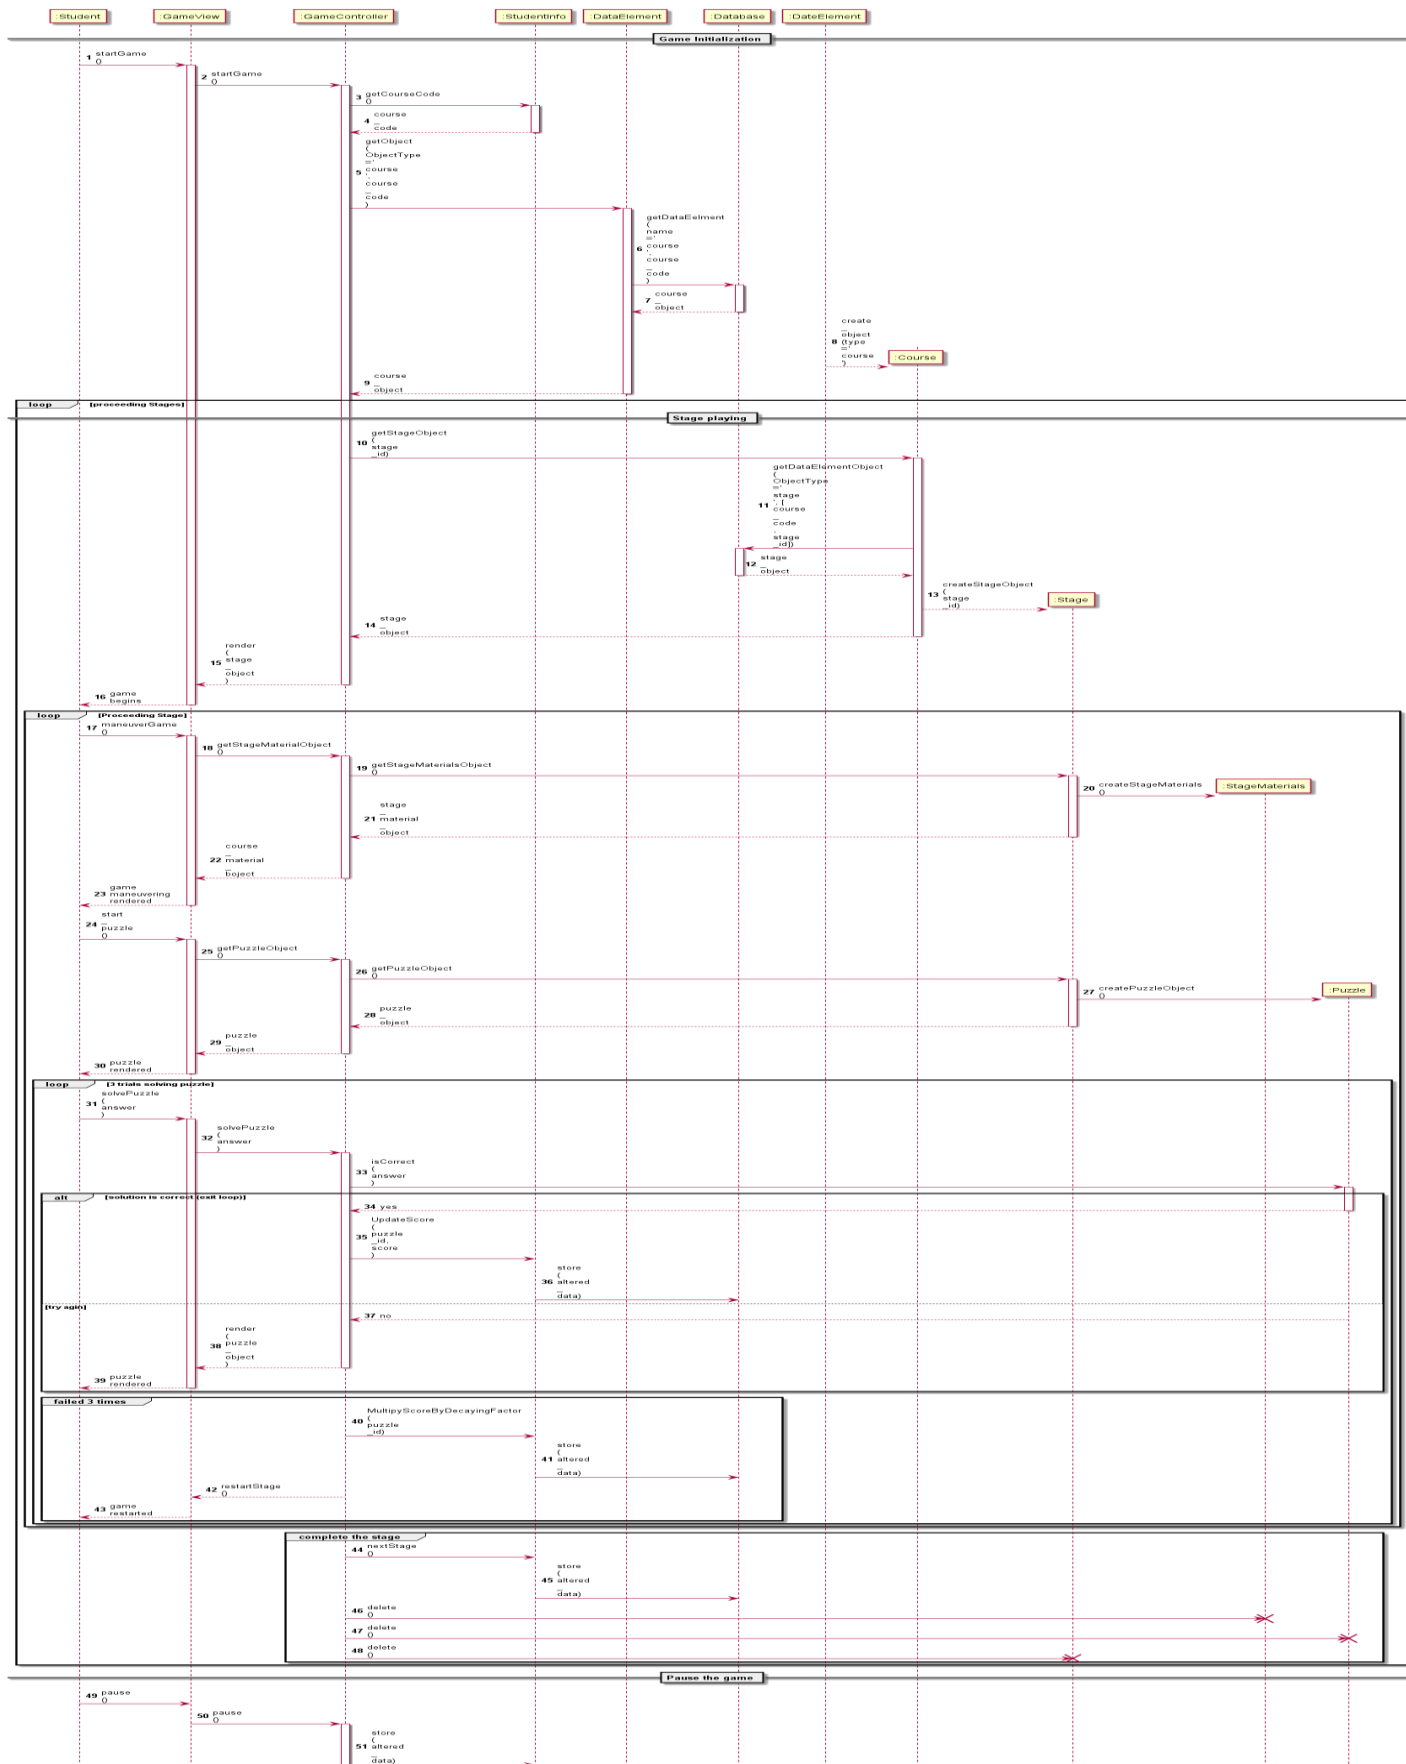 :Student
:GameView
:GameController
:StudentInfo
:DataElement
:Database
:DateElement
Game Initialization
1 startGame
()
2 startGame
()
3 getCourseCode
()
course
4 _
code
getObject
(
ObjectType
='
5 course
',
course
_
code
)
getDataEelment
(
name
='
6 course
',
course
_
code
)
course
7 _
object
create
_
object
8 (type
='
course
')
:Course
course
9 _
object
loop [proceeding Stages]
Stage playing
getStageObject
10 (
stage
_id)
getDataElementObject
(
ObjectType
='
stage
11 ', [
course
_
code
,
stage
_id])
stage
12 _
object
createStageObject
13 (
stage
_id)
:Stage
stage
14 _
object
render
(
15 stage
_
object
)
16 game
begins
loop [Proceeding Stage]
17 maneuverGame
()
18 getStageMaterialObject
()
19 getStageMaterialsObject
()
20 createStageMaterials
()
:StageMaterials
stage
_
21 material
_
object
course
_
22 material
_
boject
game
23 maneuvering
rendered
start
24 _
puzzle
()
25 getPuzzleObject
()
26 getPuzzleObject
()
27 createPuzzleObject
()
:Puzzle
puzzle
28 _
object
puzzle
29 _
object
30 puzzle
rendered
loop [3 trials solving puzzle]
solvePuzzle
31 (
answer
)
solvePuzzle
32 (
answer
)
isCorrect
33 (
answer
)
alt [solution is correct (exit loop)]
34 yes
UpdateScore
(
35 puzzle
_id,
score
)
store
(
36 altered
_
data)
[try agin]
37 no
render
(
38 puzzle
_
object
)
39 puzzle
rendered
failed 3 times
MultipyScoreByDecayingFactor
40 (
puzzle
_id)
store
(
41 altered
_
data)
42 restartStage
()
43 game
restarted
complete the stage
44 nextStage
()
store
(
45 altered
_
data)
46 delete
()
47 delete
()
48 delete
()
Pause the game
49 pause
()
50 pause
()
store
(
51 altered
_
data)